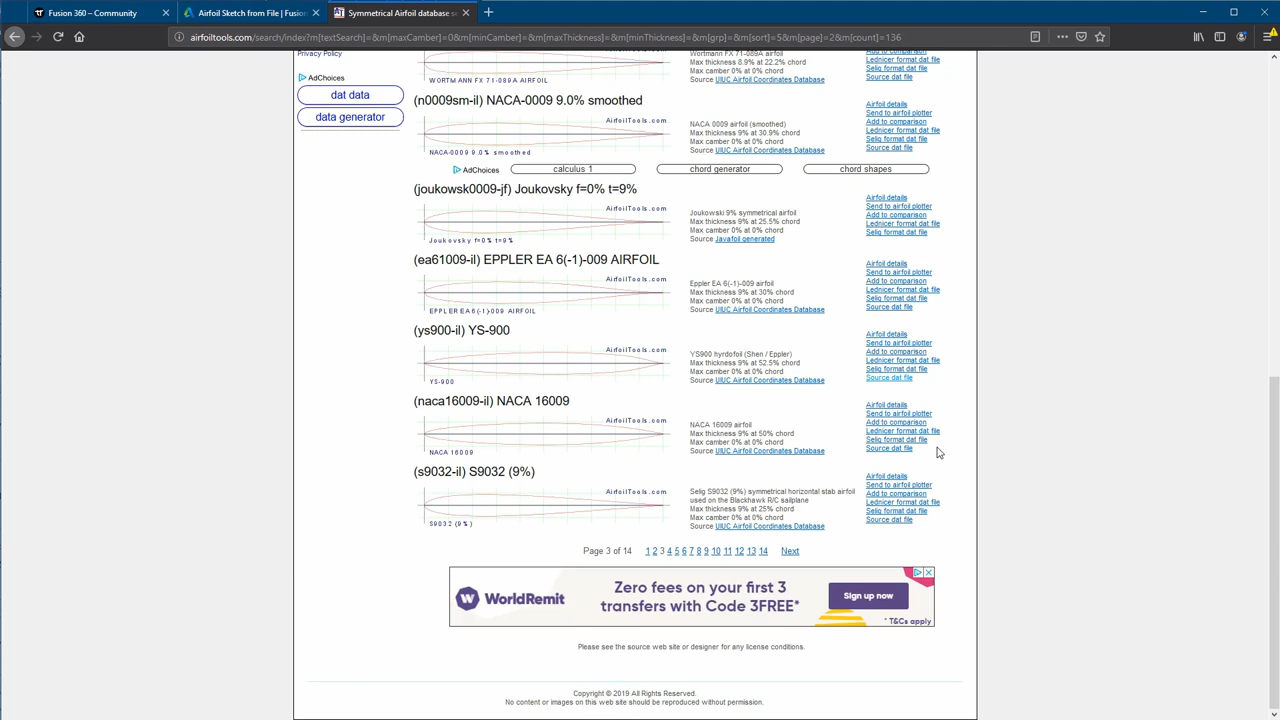 Fusion 360 – Community
Airfoil Sketch from File | Fusion
Symmetrical Airfoil database se
airfoiltools.com/search/index?m[textSearch]=&m[maxCamber]=0&m[minCamber]=&m[maxThickness]=&m[minThickness]=&m[grp]=&m[sort]=5&m[page]=2&m[count]=136
Privacy Policy
AdChoices
dat data
data generator
WORTMANN FX 71-089A AIRFOIL
Wortmann FX 71-089A airfoil
Max thickness 8.9% at 22.2% chord
Max camber 0% at 0% chord
Source UIUC Airfoil Coordinates Database
Add to comparison
Lednicer format dat file
Selig format dat file
Source dat file
(n0009sm-il) NACA-0009 9.0% smoothed
AirfoilTools.com
NACA-0009 9.0% smoothed
NACA 0009 airfoil (smoothed)
Max thickness 9% at 30.9% chord
Max camber 0% at 0% chord
Source UIUC Airfoil Coordinates Database
Airfoil details
Send to airfoil plotter
Add to comparison
Lednicer format dat file
Selig format dat file
Source dat file
AdChoices
calculus 1
chord generator
chord shapes
(joukowsk0009-jf) Joukovsky f=0% t=9%
AirfoilTools.com
Joukovsky f=0% t=9%
Joukowski 9% symmetrical airfoil
Max thickness 9% at 25.5% chord
Max camber 0% at 0% chord
Source Javafoil generated
Airfoil details
Send to airfoil plotter
Add to comparison
Lednicer format dat file
Selig format dat file
(ea61009-il) EPPLER EA 6(-1)-009 AIRFOIL
AirfoilTools.com
EPPLER EA 6(-1)-009 AIRFOIL
Eppler EA 6(-1)-009 airfoil
Max thickness 9% at 30% chord
Max camber 0% at 0% chord
Source UIUC Airfoil Coordinates Database
Airfoil details
Send to airfoil plotter
Add to comparison
Lednicer format dat file
Selig format dat file
Source dat file
(ys900-il) YS-900
AirfoilTools.com
YS-900
YS900 hyrdofoil (Shen / Eppler)
Max thickness 9% at 52.5% chord
Max camber 0% at 0% chord
Source UIUC Airfoil Coordinates Database
Airfoil details
Send to airfoil plotter
Add to comparison
Lednicer format dat file
Selig format dat file
Source dat file
(naca16009-il) NACA 16009
AirfoilTools.com
NACA 16009
NACA 16009 airfoil
Max thickness 9% at 50% chord
Max camber 0% at 0% chord
Source UIUC Airfoil Coordinates Database
Airfoil details
Send to airfoil plotter
Add to comparison
Lednicer format dat file
Selig format dat file
Source dat file
(s9032-il) S9032 (9%)
AirfoilTools.com
S9032 (9%)
Selig S9032 (9%) symmetrical horizontal stab airfoil
used on the Blackhawk R/C sailplane
Max thickness 9% at 25% chord
Max camber 0% at 0% chord
Source UIUC Airfoil Coordinates Database
Airfoil details
Send to airfoil plotter
Add to comparison
Lednicer format dat file
Selig format dat file
Source dat file
Page 3 of 14 1 2 3 4 5 6 7 8 9 10 11 12 13 14 Next
WorldRemit
Zero fees on your first 3
transfers with Code 3FREE*
Sign up now
* T&Cs apply
Please see the source web site or designer for any license conditions.
Copyright © 2019 All Rights Reserved.
No content or images on this web site should be reproduced without permission.